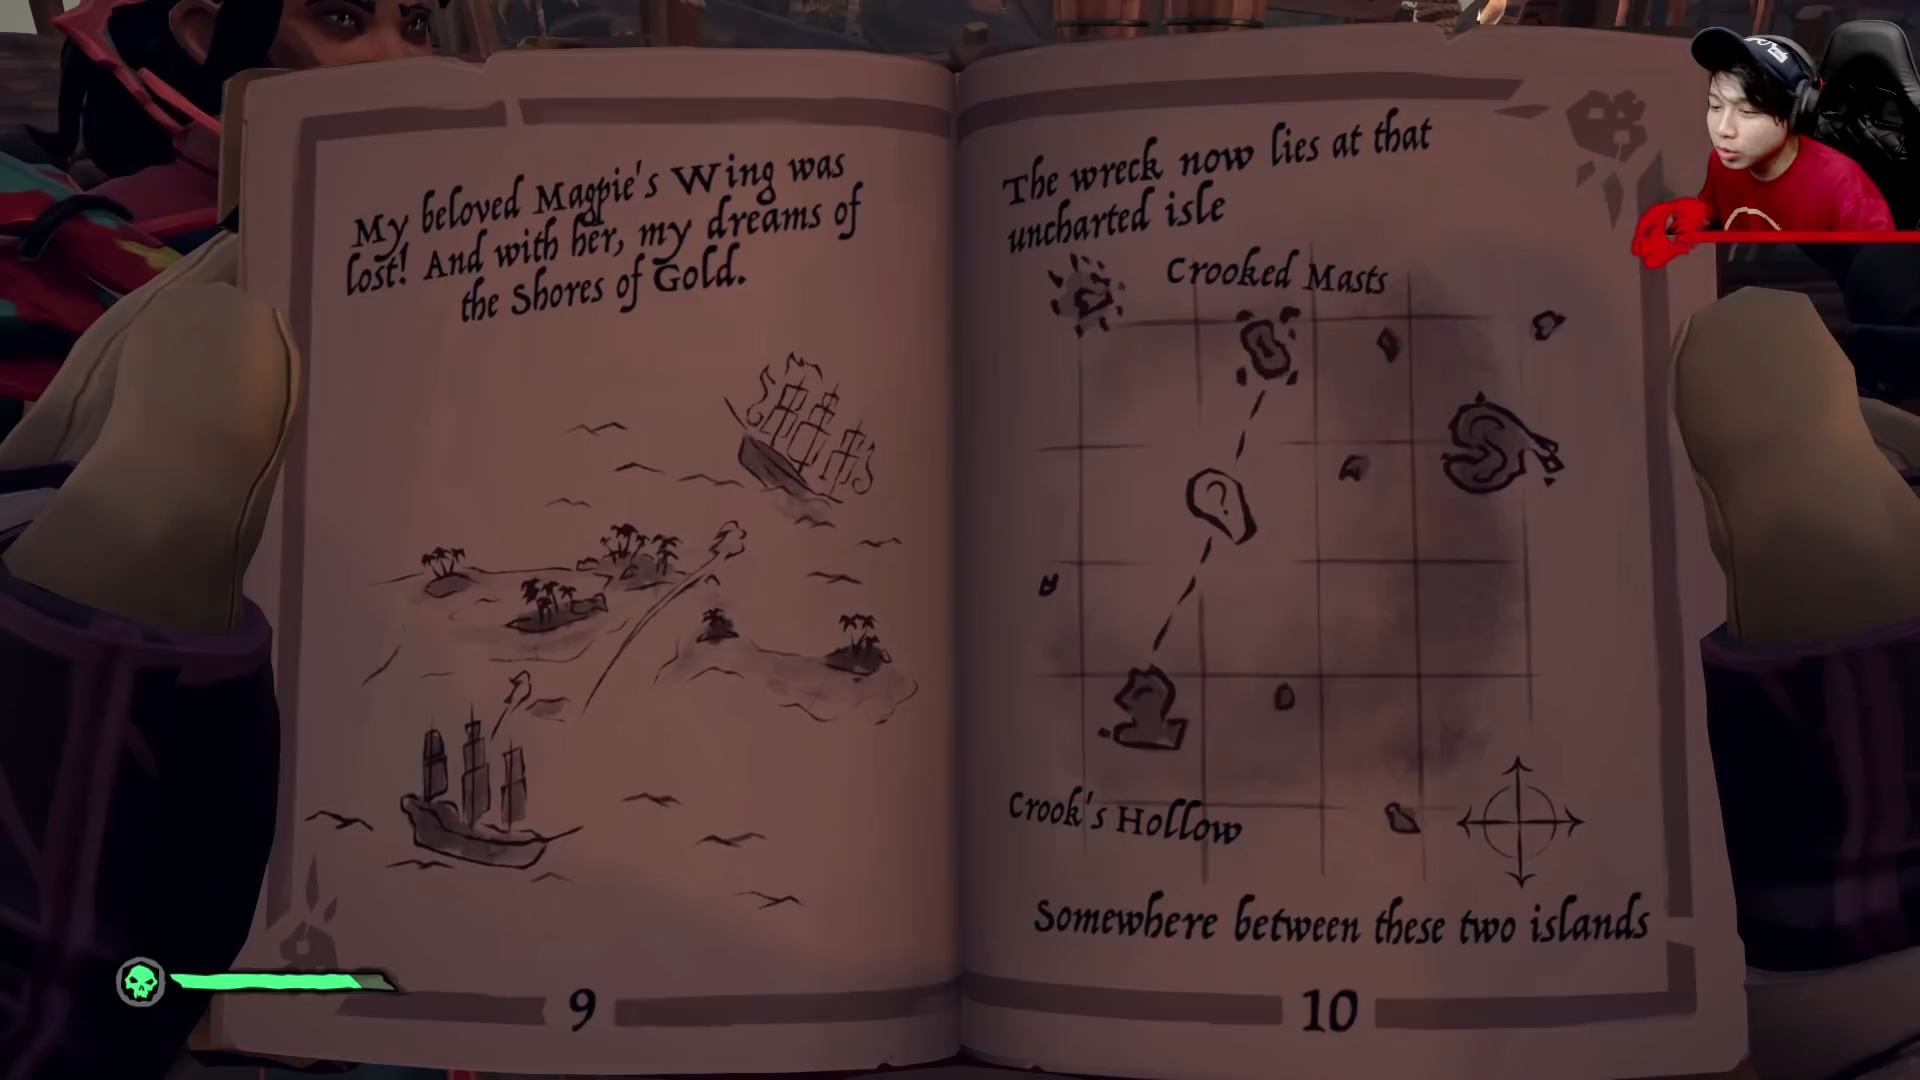 My beloved Magpie's Wing was
lost! And with her, my dreams of
the Shores of Gold.
9
The wreck now lies at that
uncharted isle
Crooked Masts
?
Crook's Hollow
Somewhere between these two islands
10